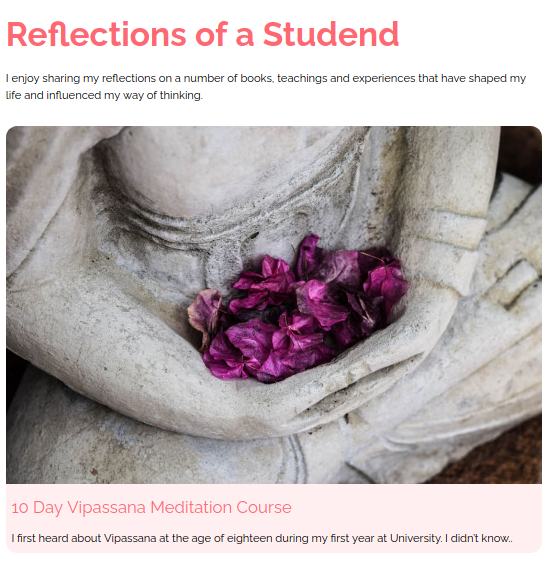 Reflections of a Studend
I enjoy sharing my reflections on a number of books, teachings and experiences that have shaped my
life and influenced my way of thinking.
10 Day Vipassana Meditation Course
I first heard about Vipassana at the age of eighteen during my first year at University. I didn't know..